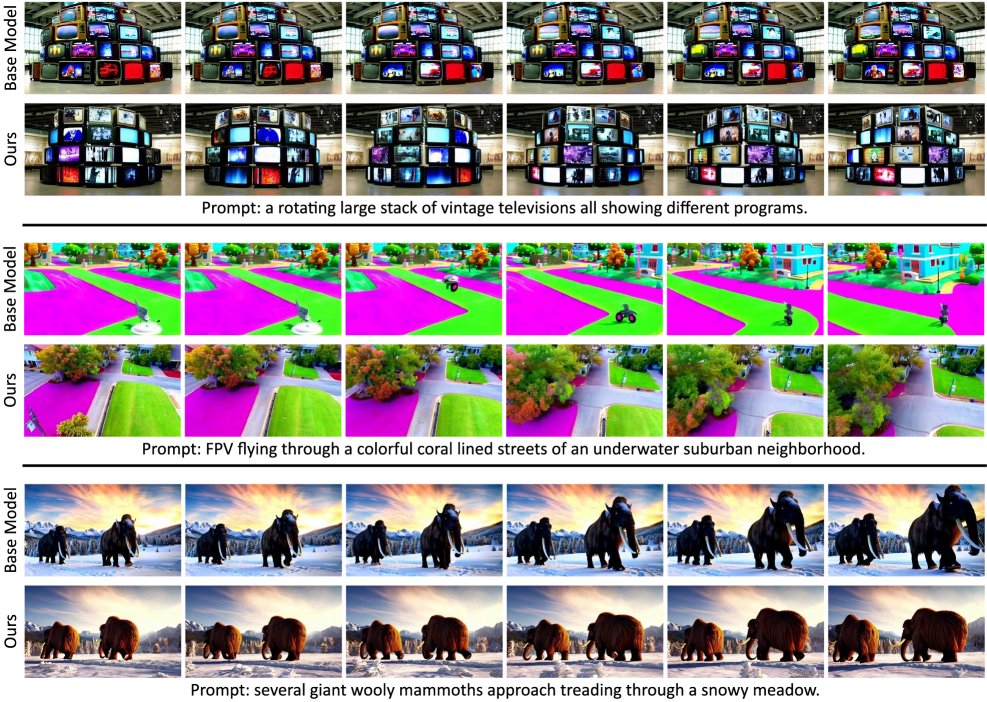 Base Model
Ours
Prompt: a rotating large stack of vintage televisions all showing different programs.
Base Model
Ours
Prompt: FPV flying through a colorful coral lined streets of an underwater suburban neighborhood.
Base Model
Ours
Prompt: several giant wooly mammoths approach treading through a snowy meadow.